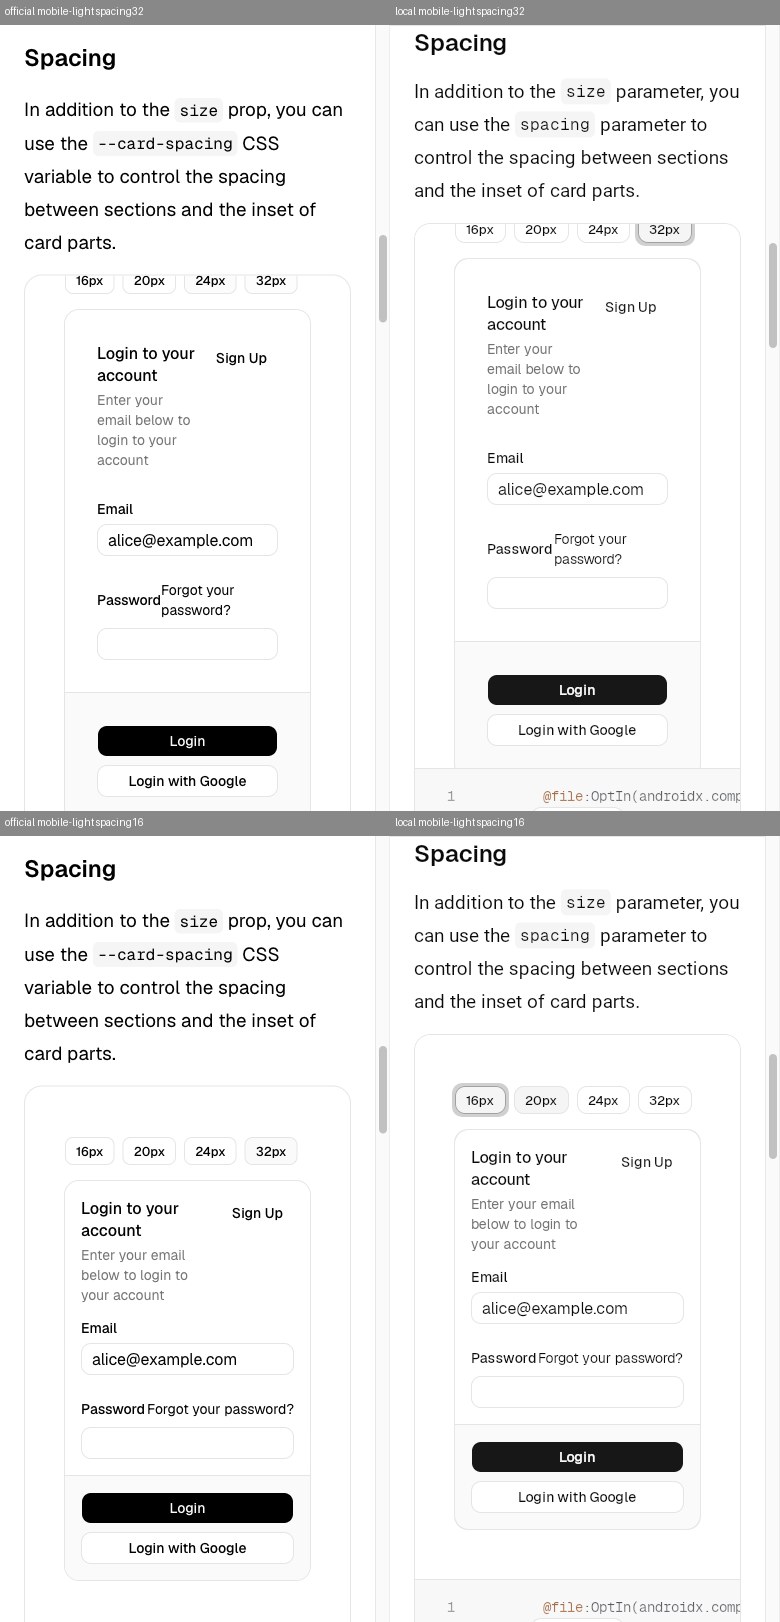 official mobile-lightspacing32
Spacing
In addition to the size prop, you can
use the --card-spacing CSS
variable to control the spacing
between sections and the inset of
card parts.
16px 20px 24px 32px
Login to your
account
Sign Up
Enter your
email below to
login to your
account
Email
alice@example.com
Password
Forgot your
password?
Login
Login with Google
local mobile-lightspacing32
Spacing
In addition to the size parameter, you
can use the spacing parameter to
control the spacing between sections
and the inset of card parts.
16px 20px 24px 32px
Login to your
account
Sign Up
Enter your
email below to
login to your
account
Email
alice@example.com
Password
Forgot your
password?
Login
Login with Google
1 @file:OptIn(androidx.comp
official mobile-lightspacing16
Spacing
In addition to the size prop, you can
use the --card-spacing CSS
variable to control the spacing
between sections and the inset of
card parts.
16px 20px 24px 32px
Login to your
account
Sign Up
Enter your email
below to login to
your account
Email
alice@example.com
Password Forgot your password?
Login
Login with Google
local mobile-lightspacing16
Spacing
In addition to the size parameter, you
can use the spacing parameter to
control the spacing between sections
and the inset of card parts.
16px 20px 24px 32px
Login to your
account
Sign Up
Enter your email
below to login to
your account
Email
alice@example.com
Password Forgot your password?
Login
Login with Google
1 @file:OptIn(androidx.comp